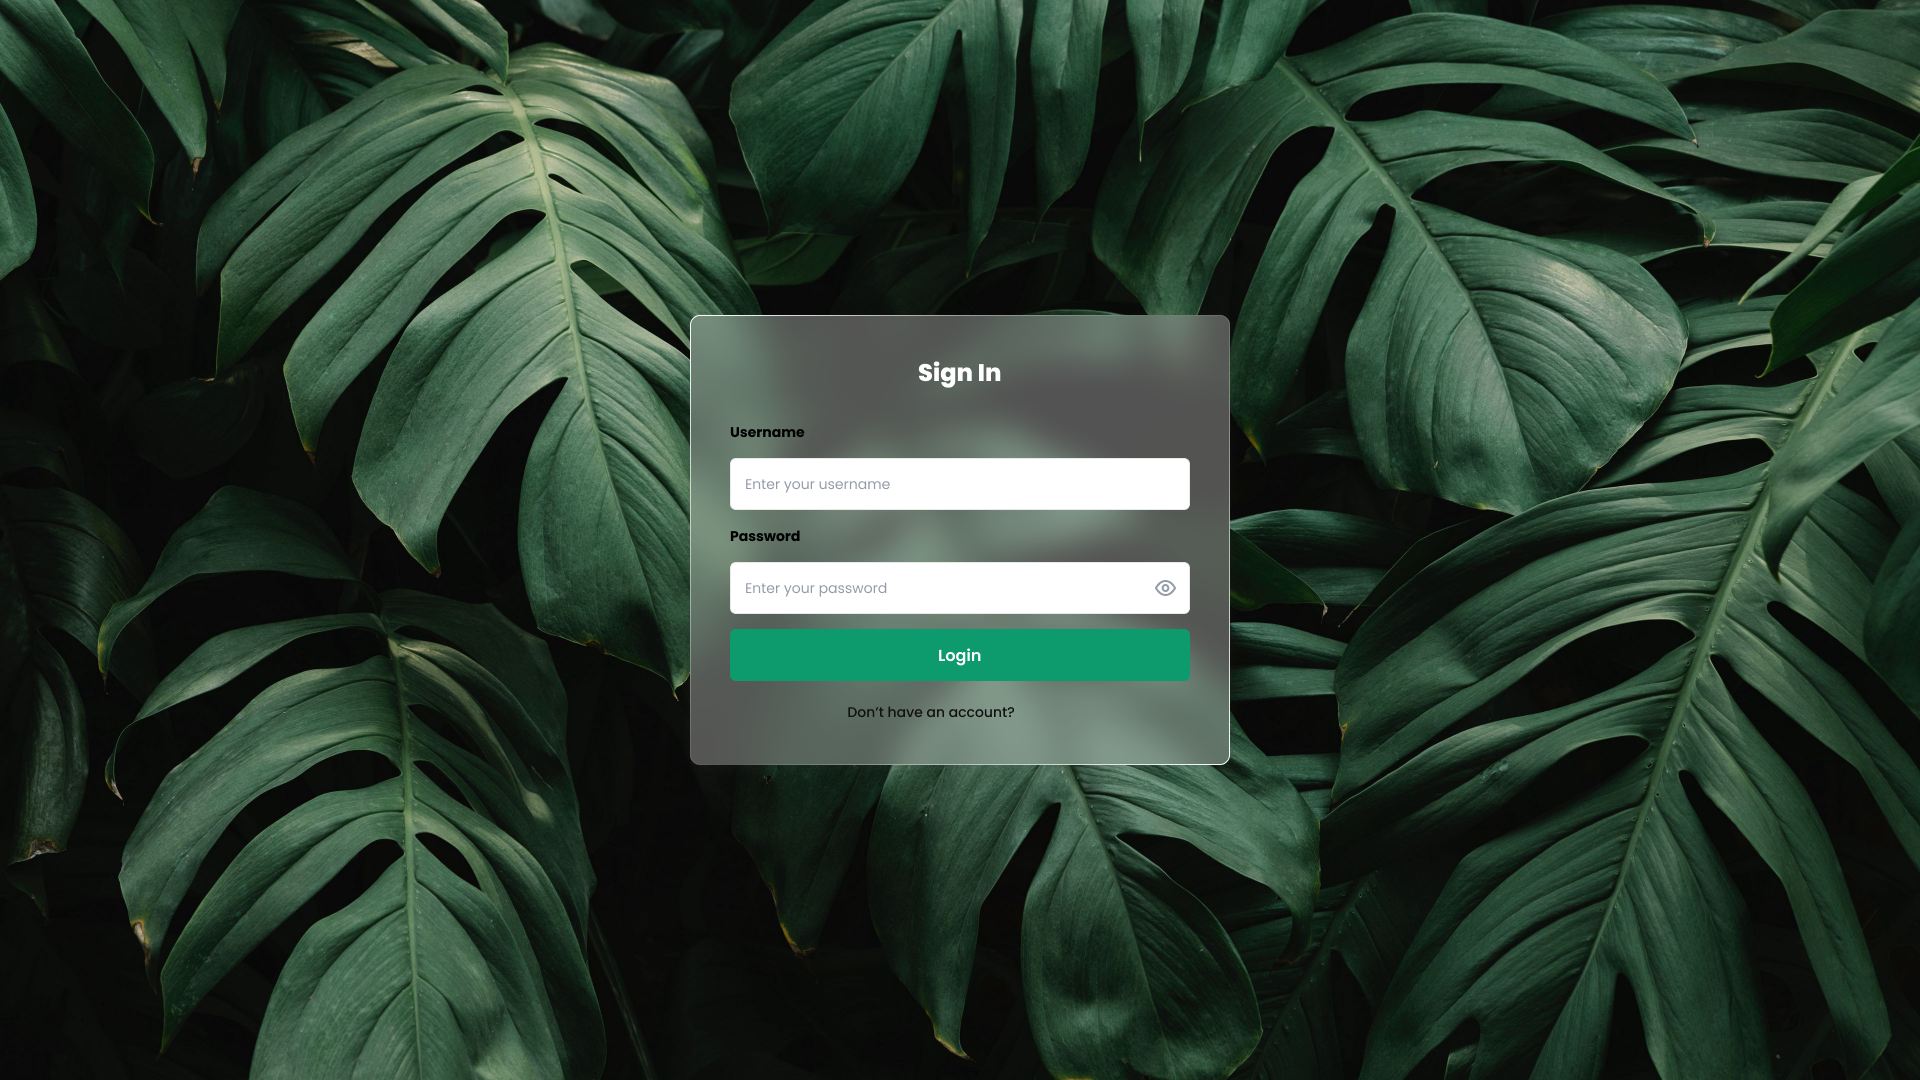 Sign In
Username
Enter your username
Password
Enter your password
Login
Don’t have an account?